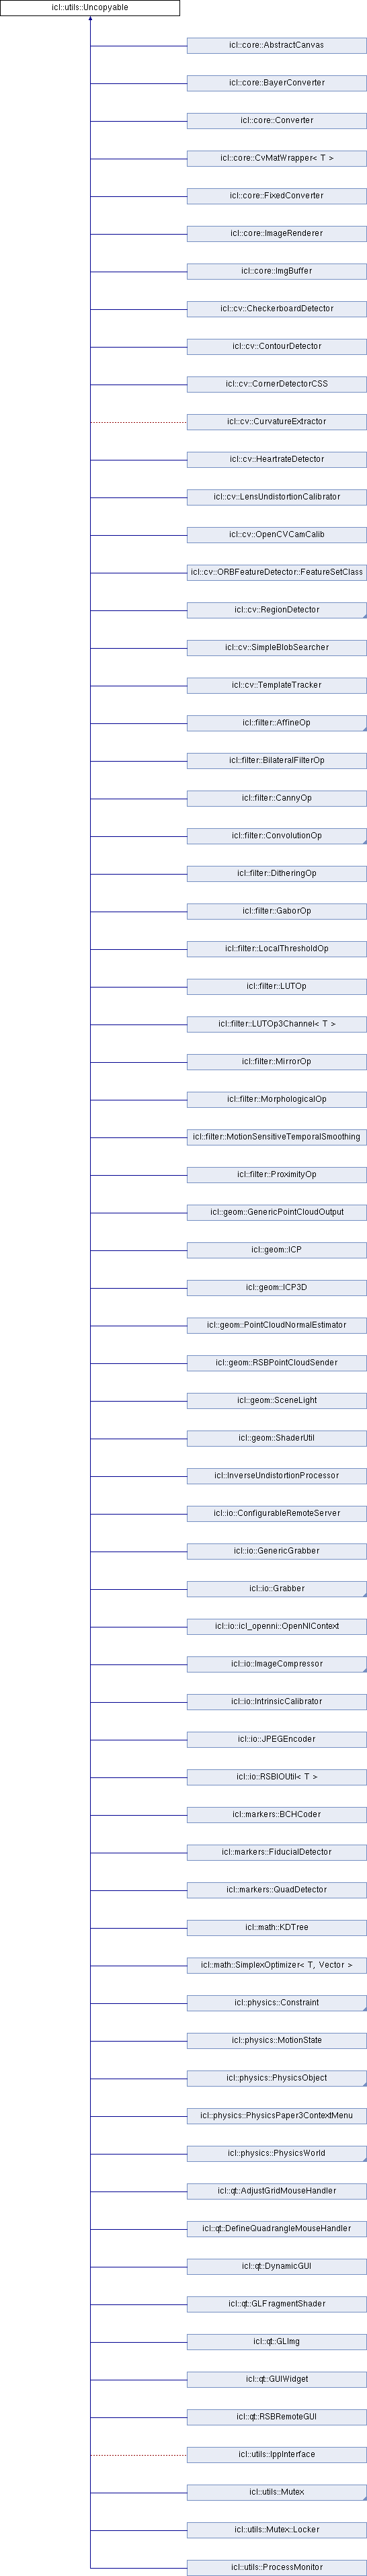 icl::utils::Uncopyable
icl::core::AbstractCanvas
icl::core::BayerConverter
icl::core::Converter
icl::core::CvMatWrapper< T >
icl::core::FixedConverter
icl::core::ImageRenderer
icl::core::ImgBuffer
icl::cv::CheckerboardDetector
icl::cv::ContourDetector
icl::cv::CornerDetectorCSS
icl::cv::CurvatureExtractor
icl::cv::HeartrateDetector
icl::cv::LensUndistortionCalibrator
icl::cv::OpenCVCamCalib
icl::cv::ORBFeatureDetector::FeatureSetClass
icl::cv::RegionDetector
icl::cv::SimpleBlobSearcher
icl::cv::TemplateTracker
icl::filter::AffineOp
icl::filter::BilateralFilterOp
icl::filter::CannyOp
icl::filter::ConvolutionOp
icl::filter::DitheringOp
icl::filter::GaborOp
icl::filter::LocalThresholdOp
icl::filter::LUTOp
icl::filter::LUTOp3Channel< T >
icl::filter::MirrorOp
icl::filter::MorphologicalOp
icl::filter::MotionSensitiveTemporalSmoothing
icl::filter::ProximityOp
icl::geom::GenericPointCloudOutput
icl::geom::ICP
icl::geom::ICP3D
icl::geom::PointCloudNormalEstimator
icl::geom::RSBPointCloudSender
icl::geom::SceneLight
icl::geom::ShaderUtil
icl::InverseUndistortionProcessor
icl::io::ConfigurableRemoteServer
icl::io::GenericGrabber
icl::io::Grabber
icl::io::icl_openni::OpenNIContext
icl::io::ImageCompressor
icl::io::IntrinsicCalibrator
icl::io::JPEGEncoder
icl::io::RSBIOUtil< T >
icl::markers::BCHCoder
icl::markers::FiducialDetector
icl::markers::QuadDetector
icl::math::KDTree
icl::math::SimplexOptimizer< T, Vector >
icl::physics::Constraint
icl::physics::MotionState
icl::physics::PhysicsObject
icl::physics::PhysicsPaper3ContextMenu
icl::physics::PhysicsWorld
icl::qt::AdjustGridMouseHandler
icl::qt::DefineQuadrangleMouseHandler
icl::qt::DynamicGUI
icl::qt::GLFragmentShader
icl::qt::GLImg
icl::qt::GUIWidget
icl::qt::RSBRemoteGUI
icl::utils::IppInterface
icl::utils::Mutex
icl::utils::Mutex::Locker
icl::utils::ProcessMonitor